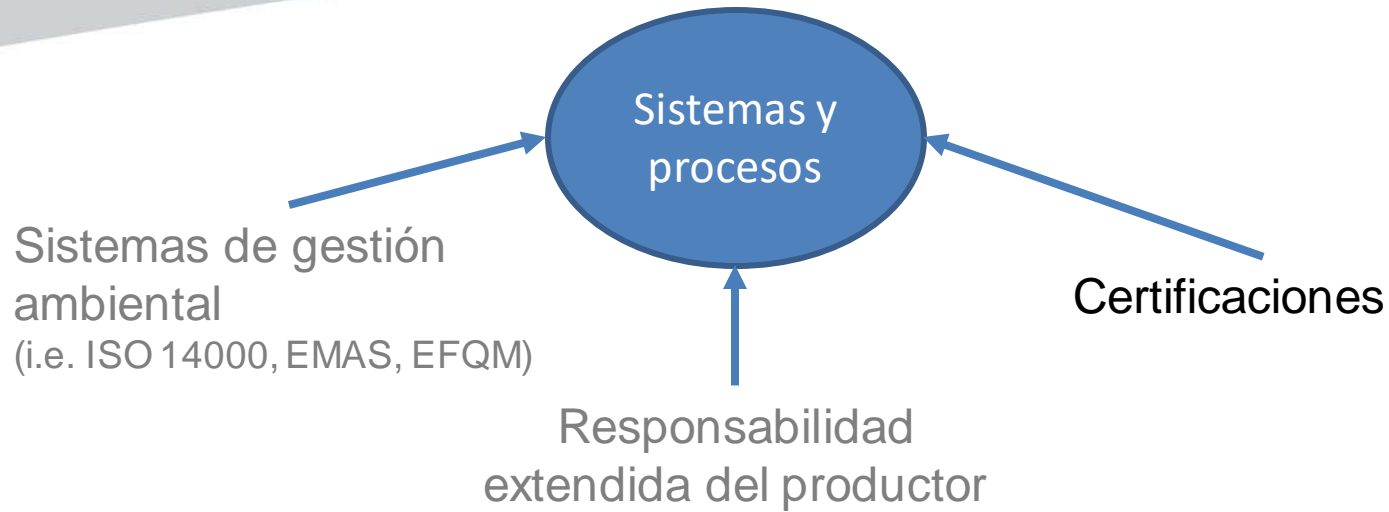 Sistemas y
procesos
Sistemas de gestión
ambiental
(i.e. ISO 14000, EMAS, EFQM)
Certificaciones
Responsabilidad
extendida del productor